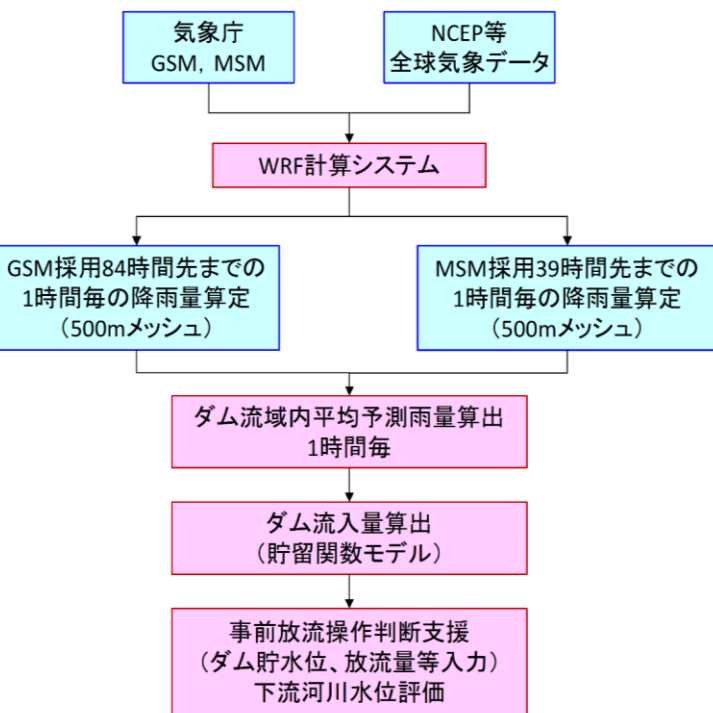 気象庁
GSM, MSM
NCEP等
全球気象データ
WRF計算システム
GSM採用84時間先までの
1時間毎の降雨量算定
（500mメッシュ）
MSM採用39時間先までの
1時間毎の降雨量算定
（500mメッシュ）
ダム流域内平均予測雨量算出
1時間毎
ダム流入量算出
（貯留関数モデル）
事前放流操作判断支援
（ダム貯水位、放流量等入力）
下流河川水位評価